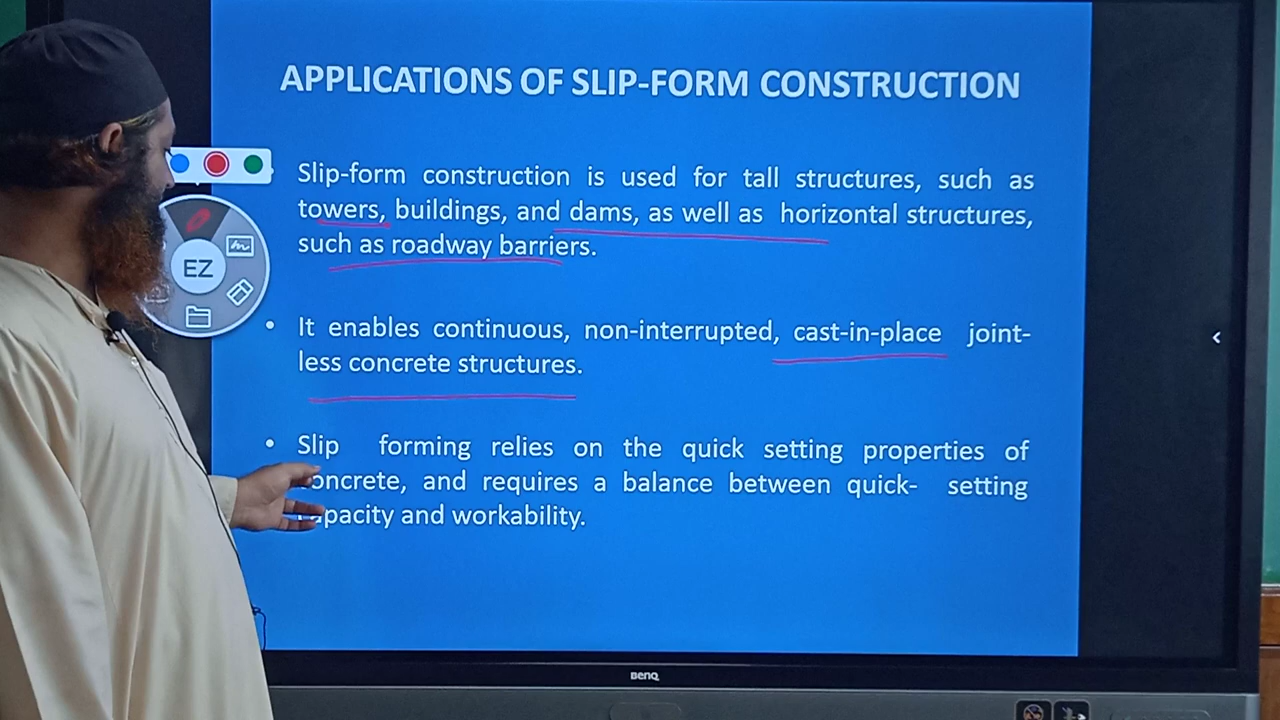 APPLICATIONS OF SLIP-FORM CONSTRUCTION
• Slip-form construction is used for tall structures, such as
towers, buildings, and dams, as well as horizontal structures,
such as roadway barriers.
EZ
• It enables continuous, non-interrupted, cast-in-place joint-
less concrete structures.
• Slip forming relies on the quick setting properties of
concrete, and requires a balance between quick- setting
capacity and workability.
BENQ